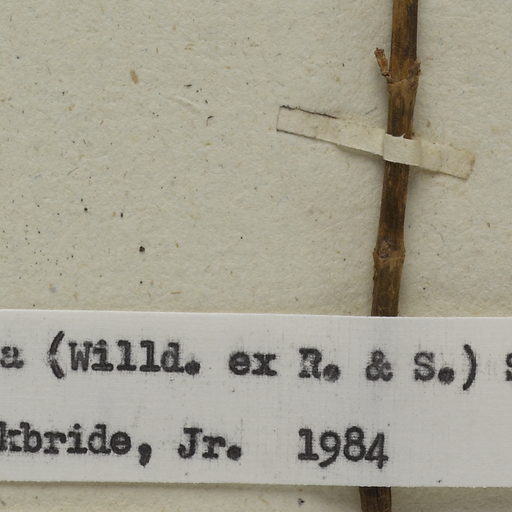 a (Willd. ex R. & S.) S
kbride, Jr. 1984